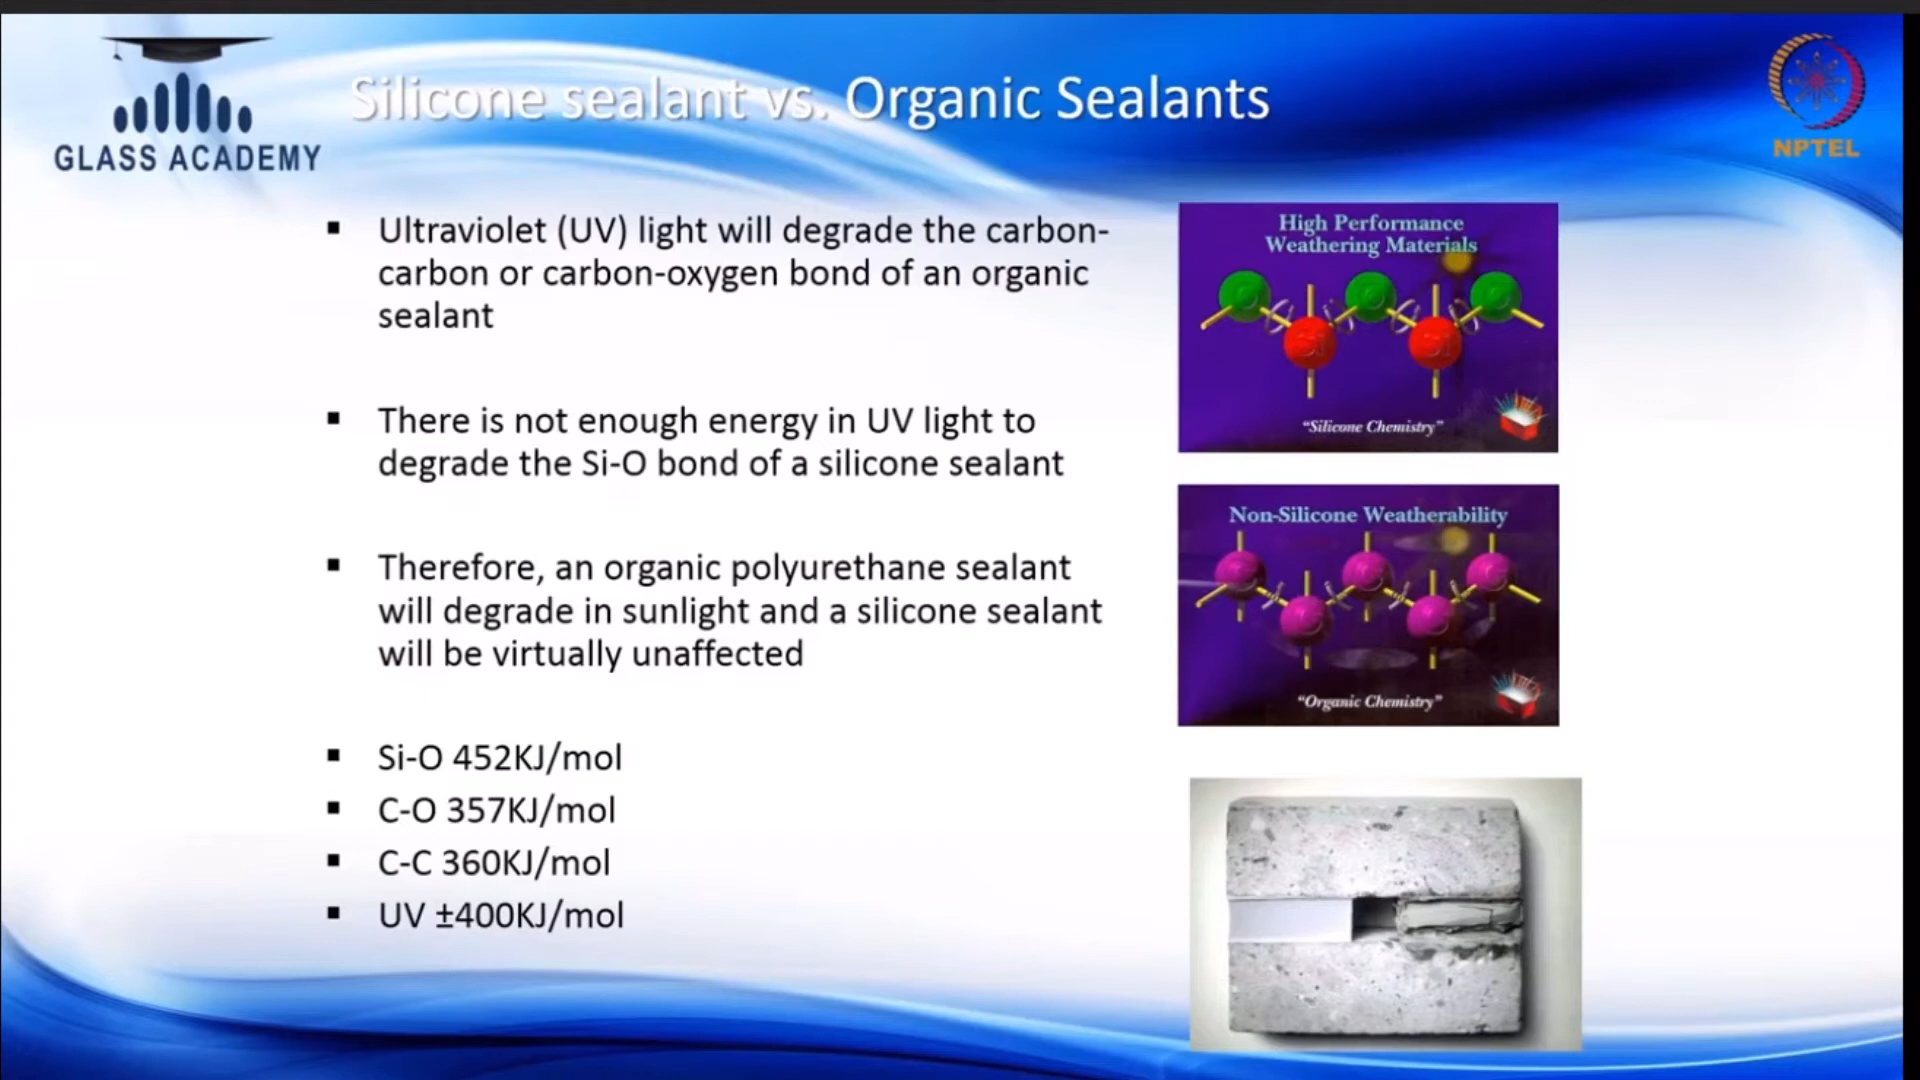 GLASS ACADEMY
Silicone sealant vs. Organic Sealants
NPTEL
▪ Ultraviolet (UV) light will degrade the carbon-
carbon or carbon-oxygen bond of an organic
sealant
▪ There is not enough energy in UV light to
degrade the Si-O bond of a silicone sealant
▪ Therefore, an organic polyurethane sealant
will degrade in sunlight and a silicone sealant
will be virtually unaffected
▪ Si-O 452KJ/mol
▪ C-O 357KJ/mol
▪ C-C 360KJ/mol
▪ UV ±400KJ/mol
High Performance
Weathering Materials
Si Si
“Silicone Chemistry”
Non-Silicone Weatherability
“Organic Chemistry”